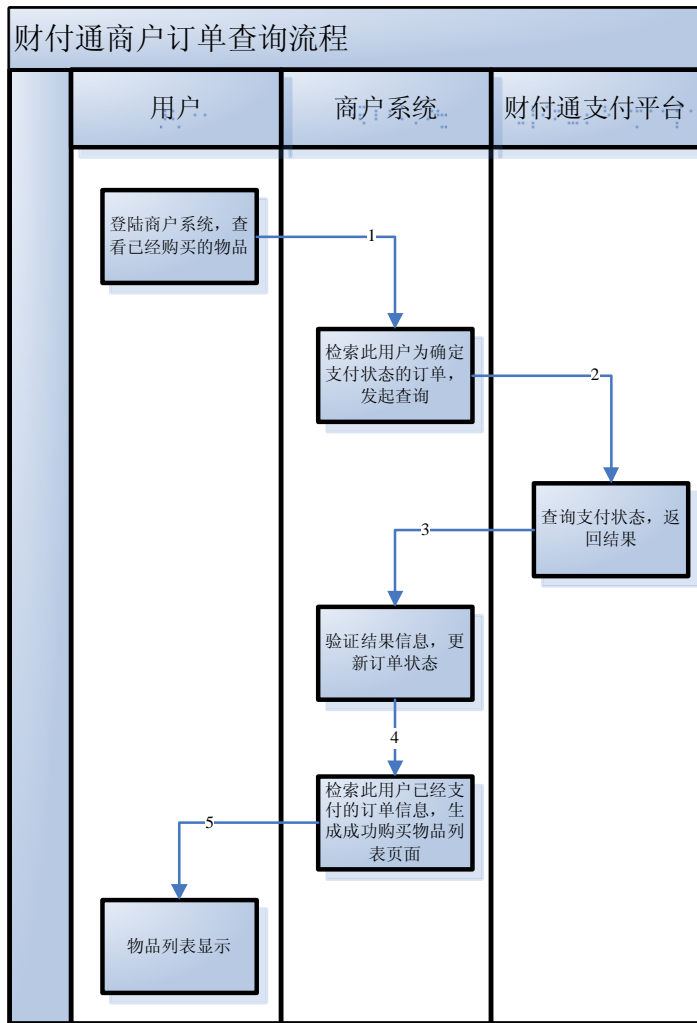 财付通商户订单查询流程
用户
商户系统
财付通支付平台
登陆商户系统，查
看已经购买的物品
1
检索此用户为确定
支付状态的订单，
发起查询
2
查询支付状态，返
回结果
3
验证结果信息，更
新订单状态
4
检索此用户已经支
付的订单信息，生
成成功购买物品列
表页面
5
物品列表显示